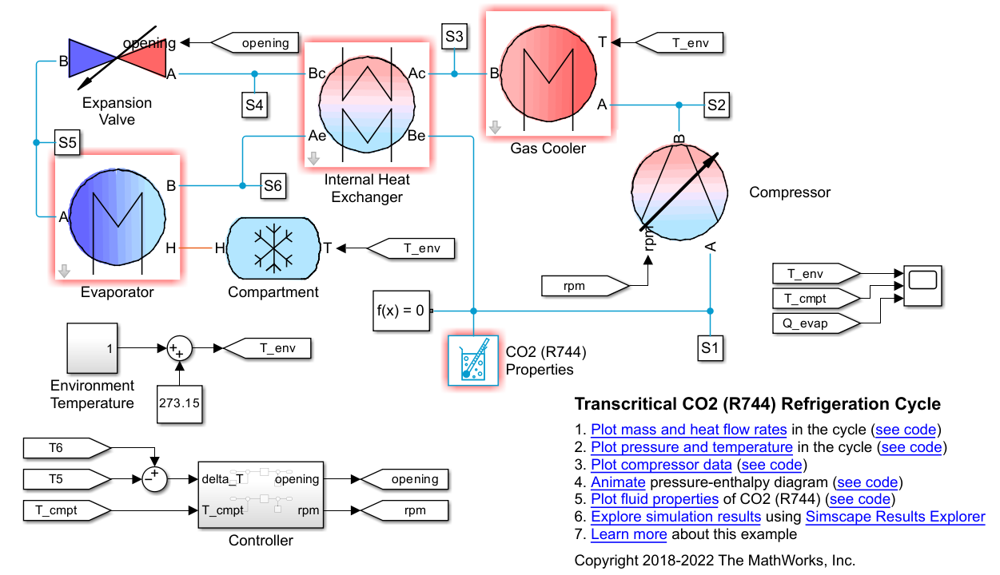 opening
opening
B
A
Expansion
Valve
S4
S5
Bc
Ac
Ae
Be
Internal Heat
Exchanger
S3
B
T
T_env
A
S2
Gas Cooler
B
rpm
A
Compressor
rpm
A
B
H
Evaporator
S6
H
T
T_env
Compartment
f(x) = 0
S1
CO2 (R744)
Properties
T_env
T_cmpt
Q_evap
1
Environment
Temperature
+
+
273.15
T_env
T6
T5
T_cmpt
+
−
delta_T
opening
T_cmpt
rpm
Controller
opening
rpm
Transcritical CO2 (R744) Refrigeration Cycle
1. Plot mass and heat flow rates in the cycle (see code)
2. Plot pressure and temperature in the cycle (see code)
3. Plot compressor data (see code)
4. Animate pressure-enthalpy diagram (see code)
5. Plot fluid properties of CO2 (R744) (see code)
6. Explore simulation results using Simscape Results Explorer
7. Learn more about this example
Copyright 2018-2022 The MathWorks, Inc.